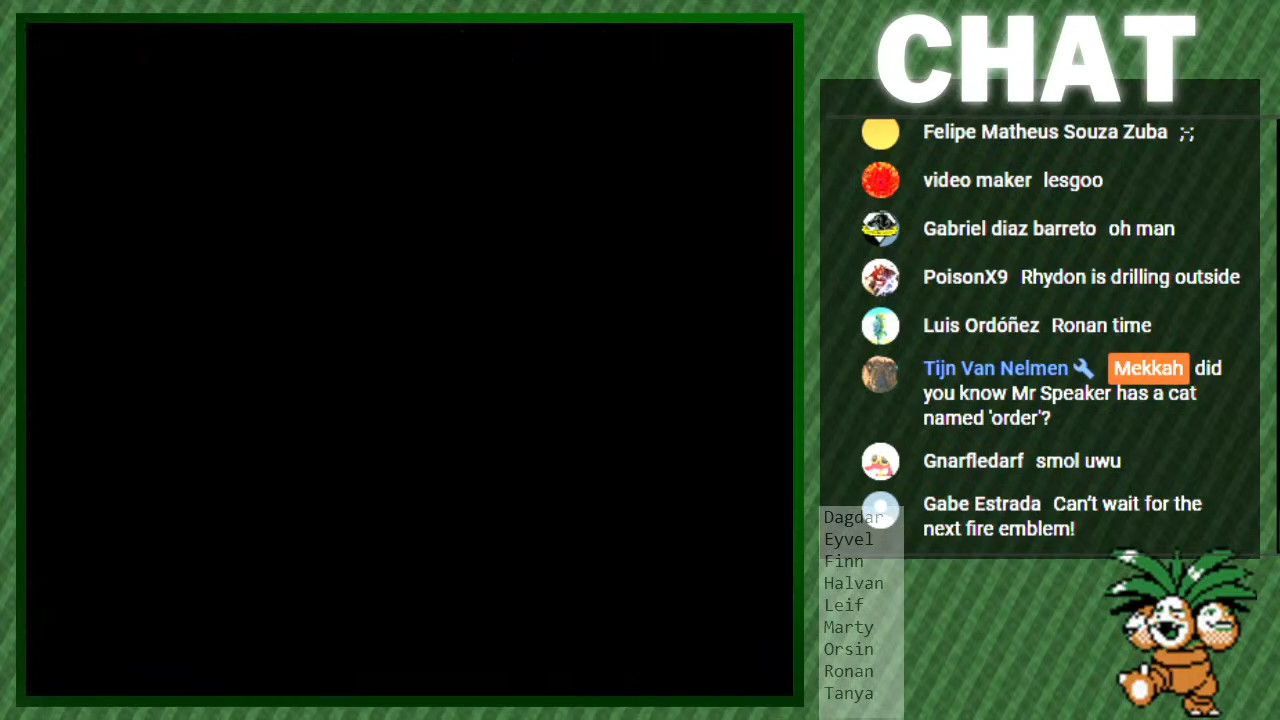 CHAT
Felipe Matheus Souza Zuba ;-;
video maker lesgoo
Gabriel diaz barreto oh man
PoisonX9 Rhydon is drilling outside
Luis Ordóñez Ronan time
Tijn Van Nelmen Mekkah did
you know Mr Speaker has a cat
named 'order'?
Gnarfledarf smol uwu
Gabe Estrada Can't wait for the
next fire emblem!
Dagdar
Eyvel
Finn
Halvan
Leif
Marty
Orsin
Ronan
Tanya